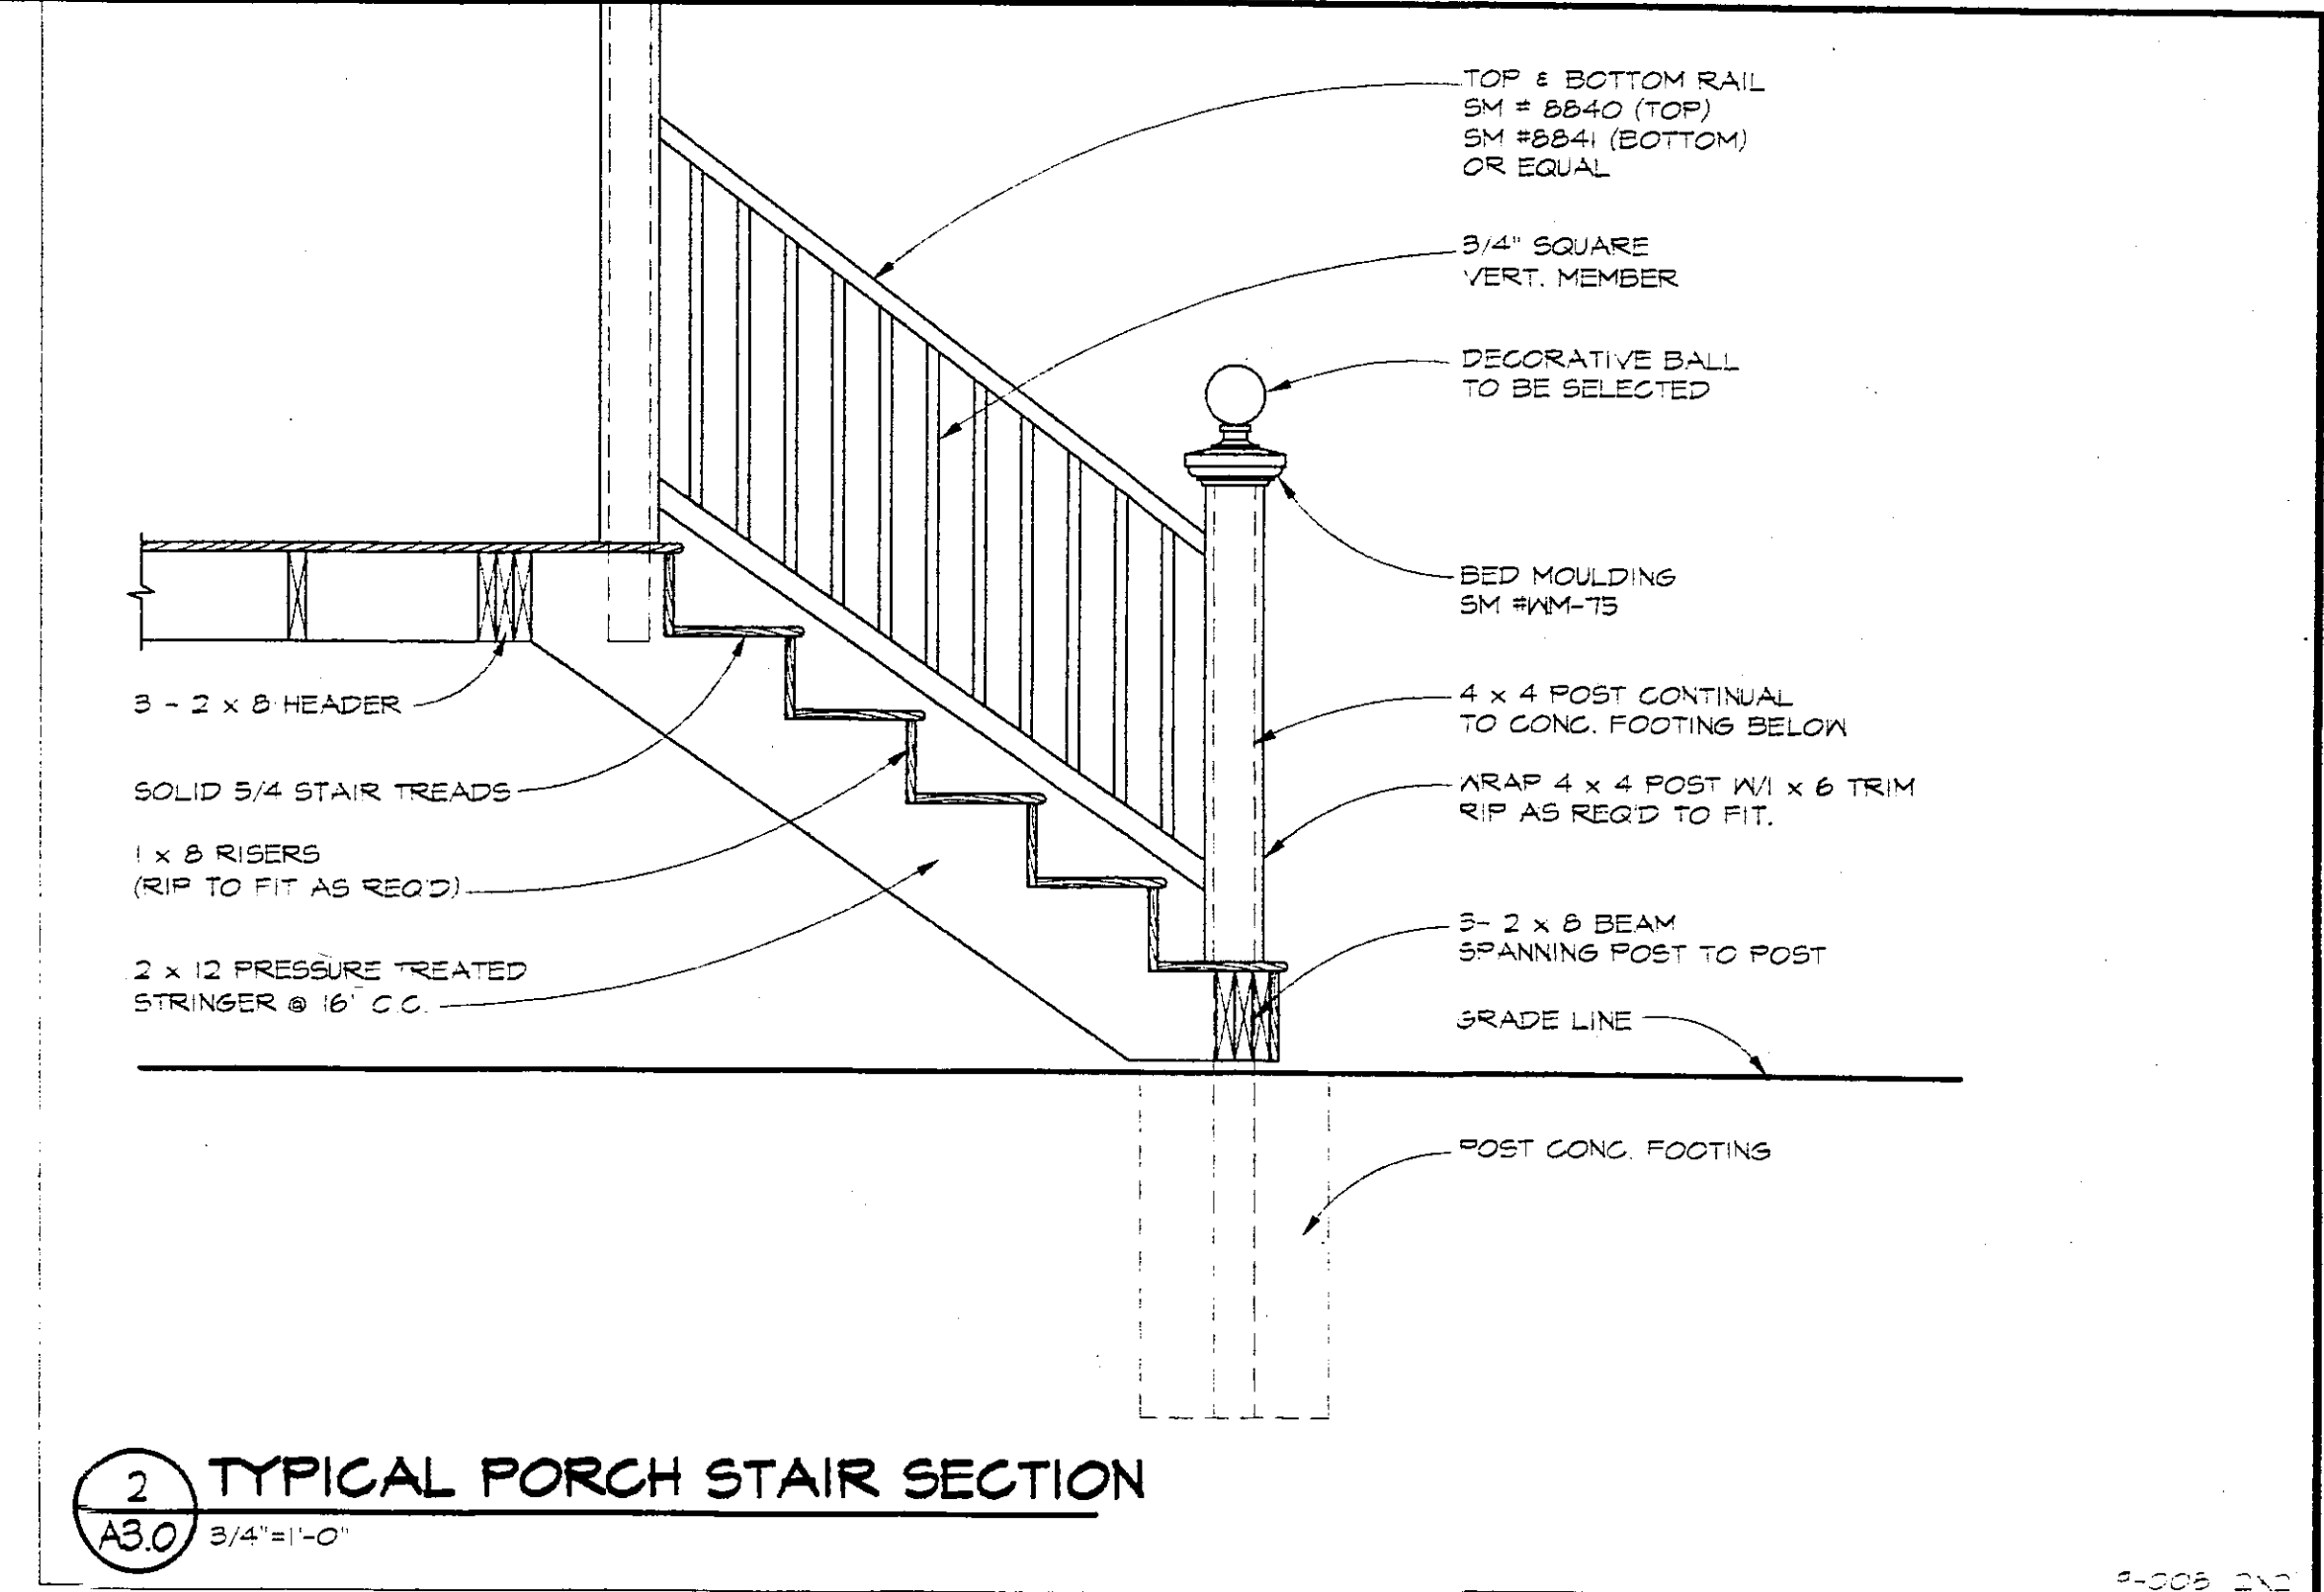 TOP & BOTTOM RAIL
SM # 8840 (TOP)
SM #8841 (BOTTOM)
OR EQUAL
3/4" SQUARE
VERT. MEMBER
DECORATIVE BALL
TO BE SELECTED
BED MOULDING
SM #WM-75
4 x 4 POST CONTINUAL
TO CONC. FOOTING BELOW
WRAP 4 x 4 POST W/1 x 6 TRIM
RIP AS REQ'D TO FIT.
3- 2 x 8 BEAM
SPANNING POST TO POST
GRADE LINE
POST CONC. FOOTING
3 - 2 x 8 HEADER
SOLID 5/4 STAIR TREADS
1 x 8 RISERS
(RIP TO FIT AS REQ'D)
2 x 12 PRESSURE TREATED
STRINGER @ 16" C.C.
2
A3.0
TYPICAL PORCH STAIR SECTION
3/4"=1'-0"